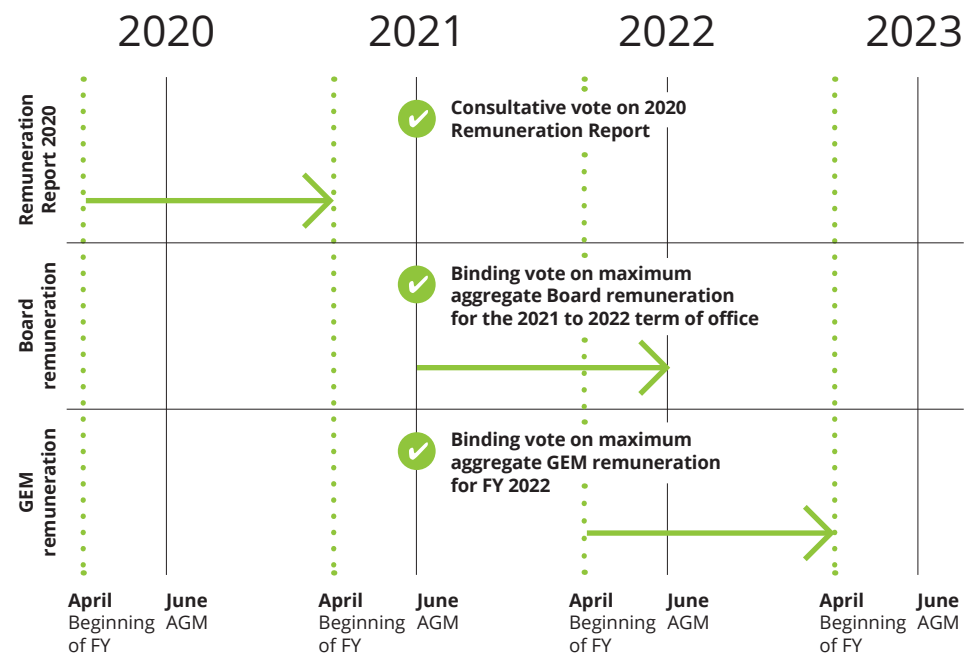 2020
2021
2022
2023
Remuneration
Report 2020
Consultative vote on 2020
Remuneration Report
Board
remuneration
Binding vote on maximum
aggregate Board remuneration
for the 2021 to 2022 term of office
GEM
remuneration
Binding vote on maximum
aggregate GEM remuneration
for FY 2022
April
Beginning
of FY
June
AGM
April
Beginning
of FY
June
AGM
April
Beginning
of FY
June
AGM
April
Beginning
of FY
June
AGM